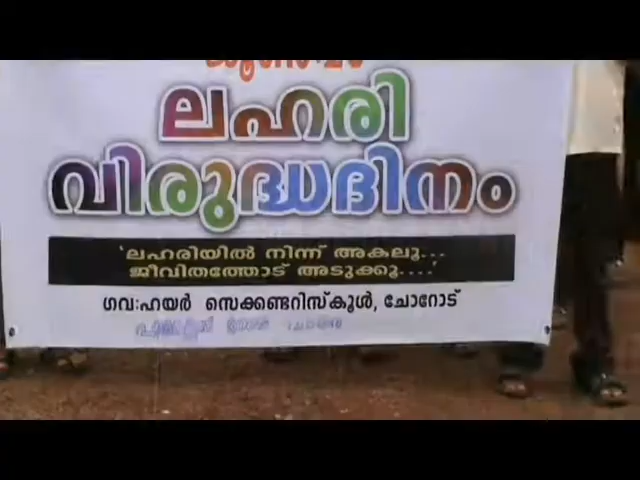 ലഹരി
വിരുദ്ധദിനം
'ലഹരിയിൽ നിന്ന് അകലൂ...
ജീവിതത്തോട് അടുക്കൂ....'
ഗവ:ഹയർ സെക്കണ്ടറിസ്കൂൾ, ചോറോട്